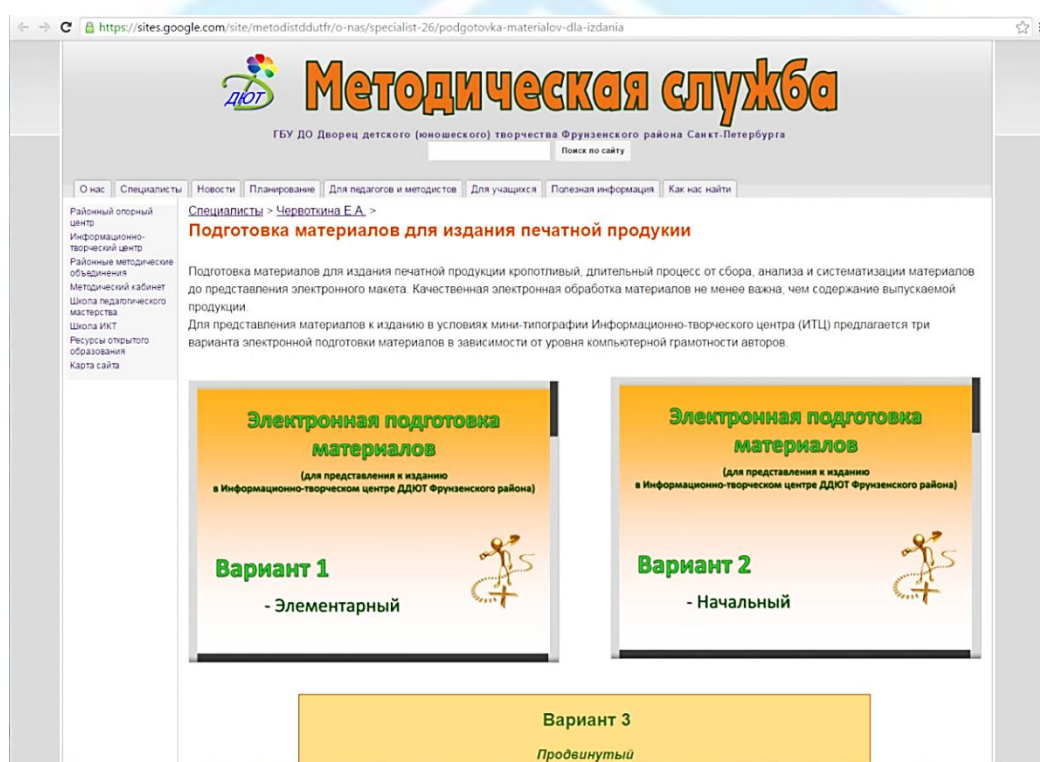 https://sites.google.com/site/metodistddutfr/o-nas/specialist-26/podgotovka-materialov-dla-izdania
ДЮТ
Методическая служба
ГБУ ДО Дворец детского (юношеского) творчества Фрунзенского района Санкт-Петербурга
Поиск по сайту
О нас Специалисты Новости Планирование Для педагогов и методистов Для учащихся Полезная информация Как нас найти
Районный опорный
центр
Информационно-
творческий центр
Районные методические
объединения
Методический кабинет
Школа педагогического
мастерства
Школа ИКТ
Ресурсы открытого
образования
Карта сайта
Специалисты > Червоткина Е.А. >
Подготовка материалов для издания печатной продукии
Подготовка материалов для издания печатной продукции кропотливый, длительный процесс от сбора, анализа и систематизации материалов
до представления электронного макета. Качественная электронная обработка материалов не менее важна, чем содержание выпускаемой
продукции.
Для представления материалов к изданию в условиях мини-типографии Информационно-творческого центра (ИТЦ) предлагается три
варианта электронной подготовки материалов в зависимости от уровня компьютерной грамотности авторов.
Электронная подготовка
материалов
(для представления к изданию
в Информационно-творческом центре ДДЮТ Фрунзенского района)
Вариант 1
- Элементарный
Электронная подготовка
материалов
(для представления к изданию
в Информационно-творческом центре ДДЮТ Фрунзенского района)
Вариант 2
- Начальный
Вариант 3
Продвинутый